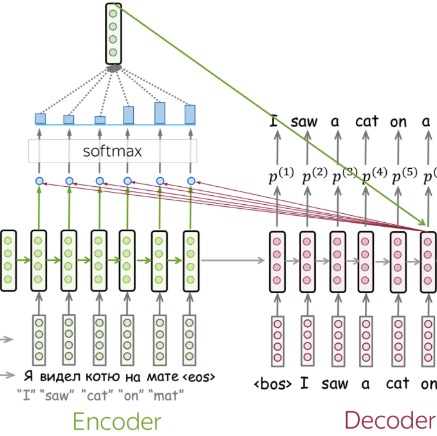 I saw a cat on a
softmax
p(1) p(2) p(3) p(4) p(5) p(
Я видел котю на мате <eos>
"I" "saw" "cat" "on" "mat"
<bos> I saw a cat on
Encoder
Decoder